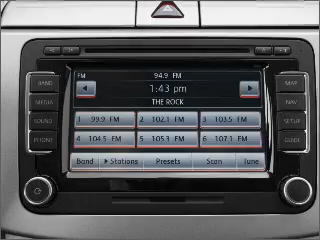 FM 94.9 FM
BAND MAP
1:43 pm
MEDIA NAV
THE ROCK
SOUND 1 99.9 FM 2 102.1 FM 3 103.5 FM SETUP
PHONE 4 104.5 FM 5 105.3 FM 6 107.1 FM GUIDE
Band Stations Presets Scan Tune